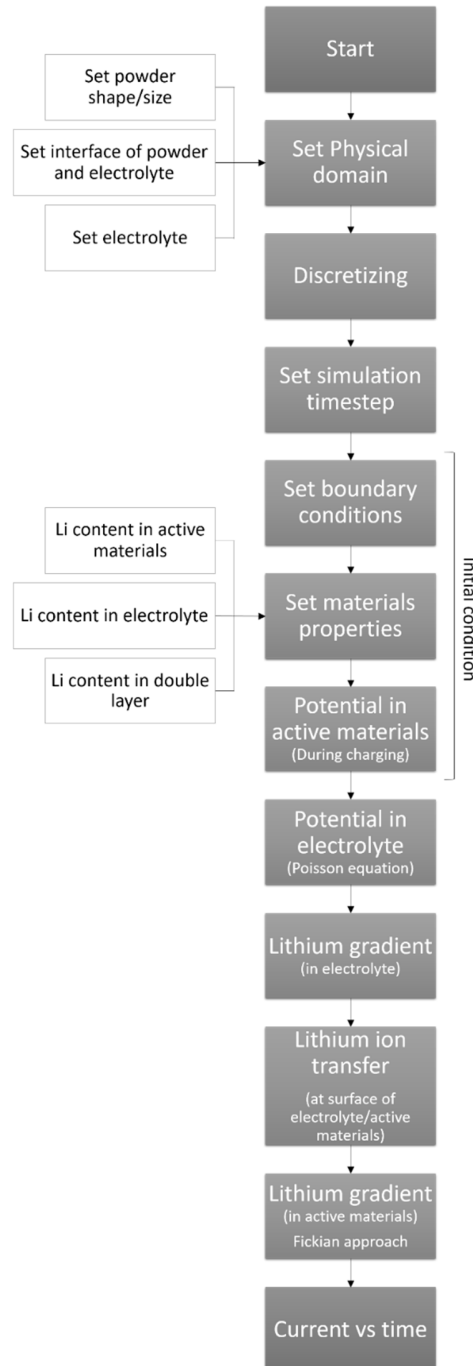 Start
Set powder
shape/size
Set interface of powder
and electrolyte
Set electrolyte
Set Physical
domain
Discretizing
Set simulation
timestep
Set boundary
conditions
Li content in active
materials
Li content in electrolyte
Li content in double
layer
Set materials
properties
Potential in
active materials
(During charging)
Initial condition
Potential in
electrolyte
(Poisson equation)
Lithium gradient
(in electrolyte)
Lithium ion
transfer
(at surface of
electrolyte/active
materials)
Lithium gradient
(in active materials)
Fickian approach
Current vs time